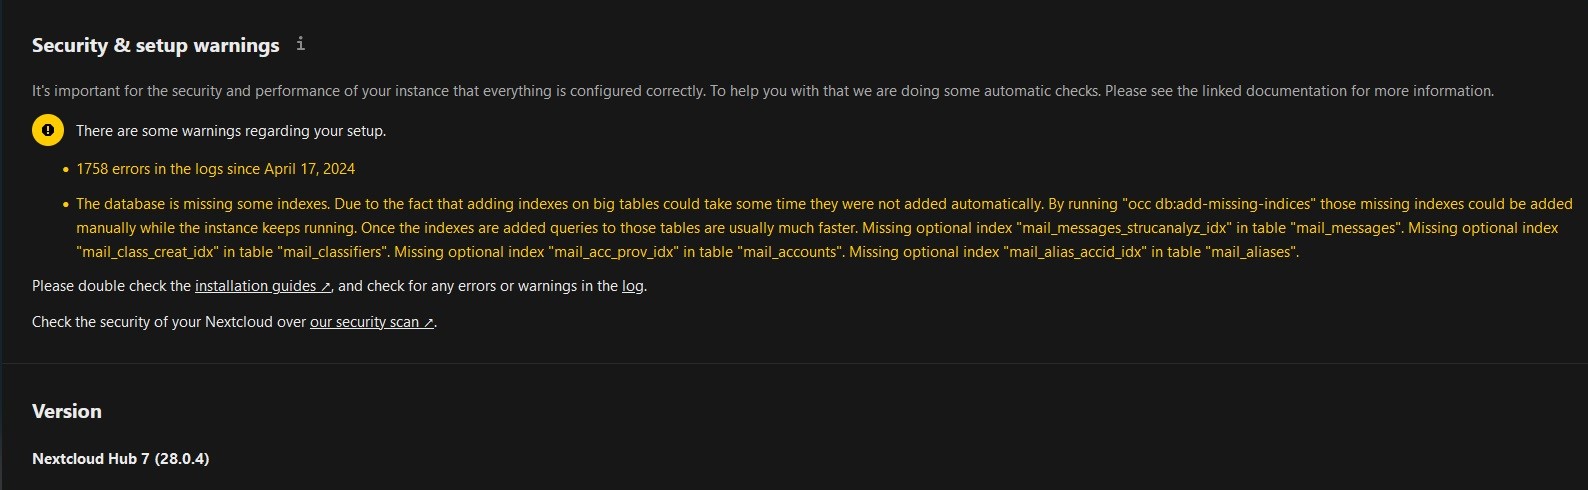 Security & setup warnings i
It's important for the security and performance of your instance that everything is configured correctly. To help you with that we are doing some automatic checks. Please see the linked documentation for more information.
There are some warnings regarding your setup.
• 1758 errors in the logs since April 17, 2024
• The database is missing some indexes. Due to the fact that adding indexes on big tables could take some time they were not added automatically. By running "occ db:add-missing-indices" those missing indexes could be added
manually while the instance keeps running. Once the indexes are added queries to those tables are usually much faster. Missing optional index "mail_messages_strucanalyz_idx" in table "mail_messages". Missing optional index
"mail_class_creat_idx" in table "mail_classifiers". Missing optional index "mail_acc_prov_idx" in table "mail_accounts". Missing optional index "mail_alias_accid_idx" in table "mail_aliases".
Please double check the installation guides ↗, and check for any errors or warnings in the log.
Check the security of your Nextcloud over our security scan ↗.
Version
Nextcloud Hub 7 (28.0.4)